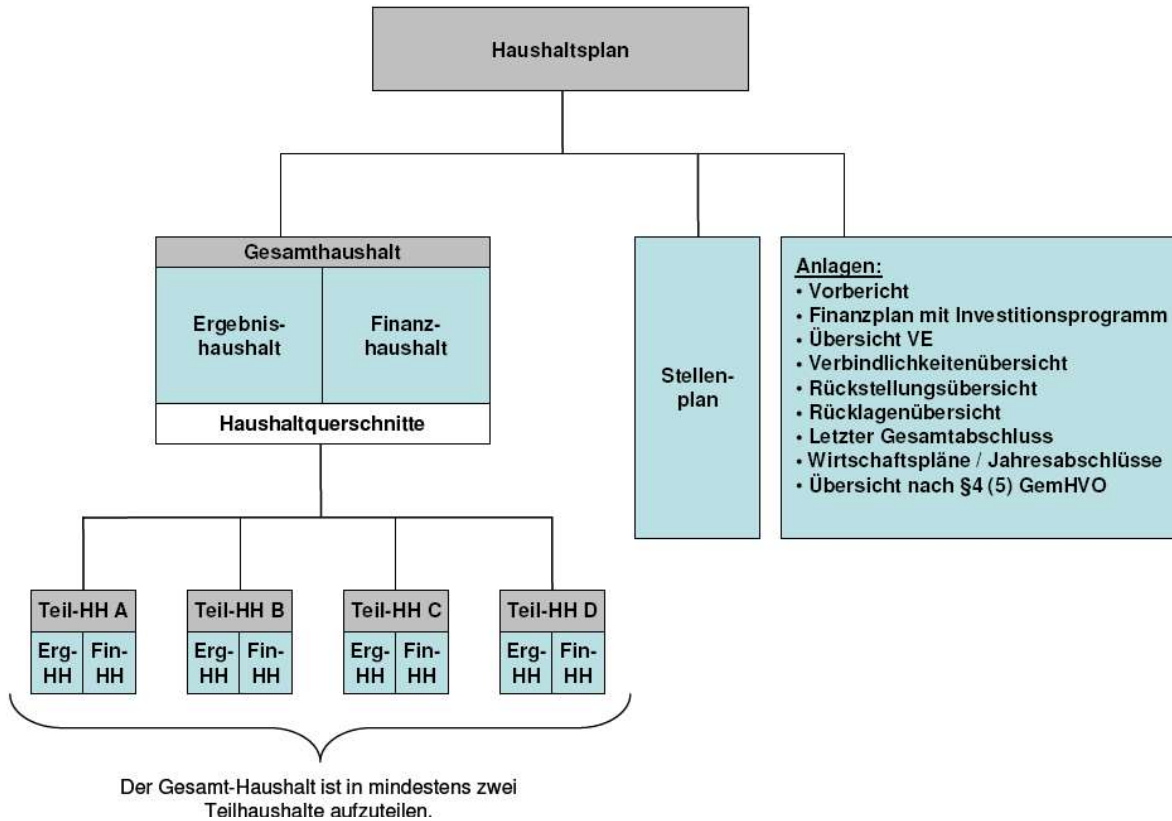 Haushaltsplan
Gesamthaushalt
Ergebnis-
haushalt
Finanz-
haushalt
Haushaltquerschnitte
Stellen-
plan
Anlagen:
• Vorbericht
• Finanzplan mit Investitionsprogramm
• Übersicht VE
• Verbindlichkeitenübersicht
• Rückstellungsübersicht
• Rücklagenübersicht
• Letzter Gesamtabschluss
• Wirtschaftspläne / Jahresabschlüsse
• Übersicht nach §4 (5) GemHVO
Teil-HH A
Erg-
HH
Fin-
HH
Teil-HH B
Erg-
HH
Fin-
HH
Teil-HH C
Erg-
HH
Fin-
HH
Teil-HH D
Erg-
HH
Fin-
HH
Der Gesamt-Haushalt ist in mindestens zwei
Teilhaushalte aufzuteilen.